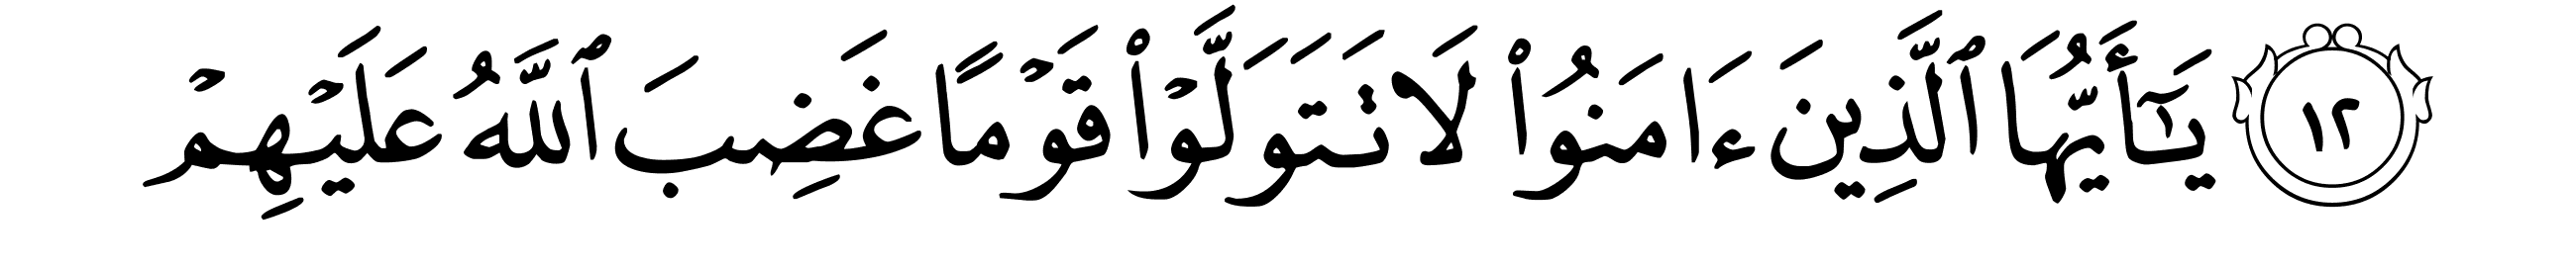 ١٢ يَـٰٓأَيُّهَا ٱلَّذِينَ ءَامَنُوا۟ لَا تَتَوَلَّوْا۟ قَوْمًا غَضِبَ ٱللَّهُ عَلَيْهِمْ